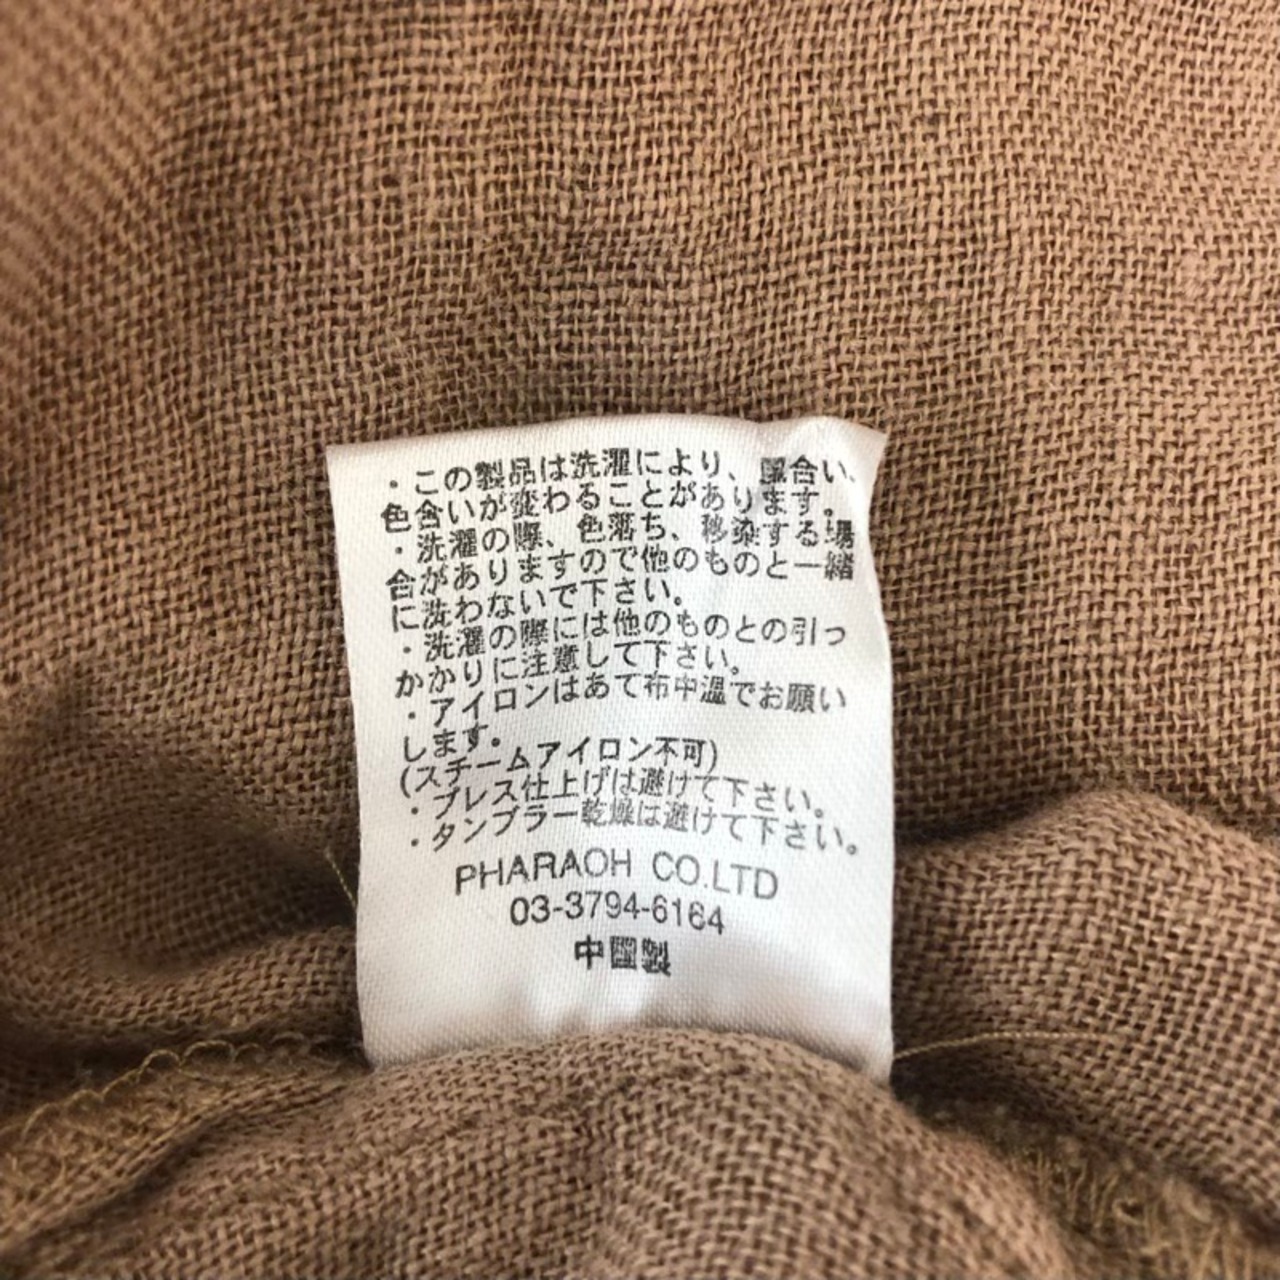 ・この製品は洗濯により、風合い、
色合いが変わることがあります。
・洗濯の際、色落ち、移染する場
合がありますので他のものと一緒
に洗わないで下さい。
・洗濯の際には他のものとの引っ
かかりに注意して下さい。
・アイロンはあて布中温でお願い
します。
(スチームアイロン不可)
・プレス仕上げは避けて下さい。
・タンブラー乾燥は避けて下さい。
PHARAOH CO.LTD
03-3794-6164
中国製